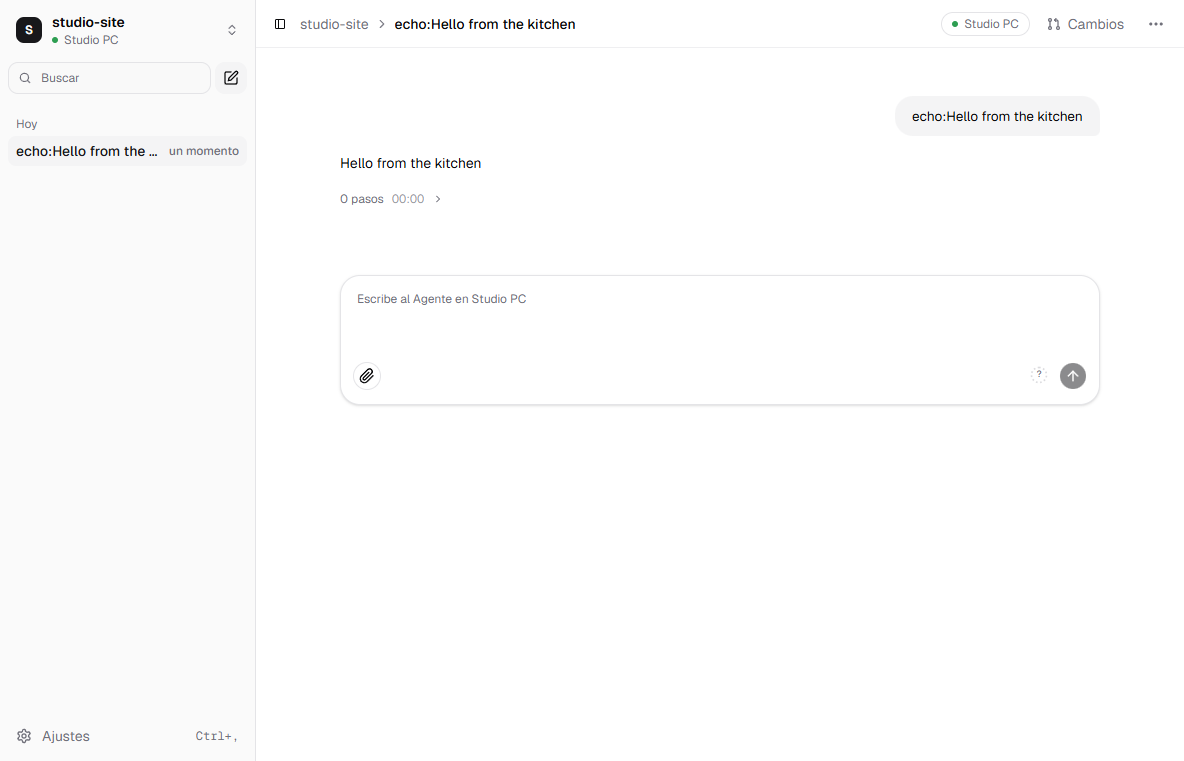 S
studio-site
Studio PC
Buscar
Hoy
echo:Hello from the ... un momento
Ajustes Ctrl+,
studio-site > echo:Hello from the kitchen
Studio PC
Cambios
echo:Hello from the kitchen
Hello from the kitchen
0 pasos 00:00
Escribe al Agente en Studio PC
?